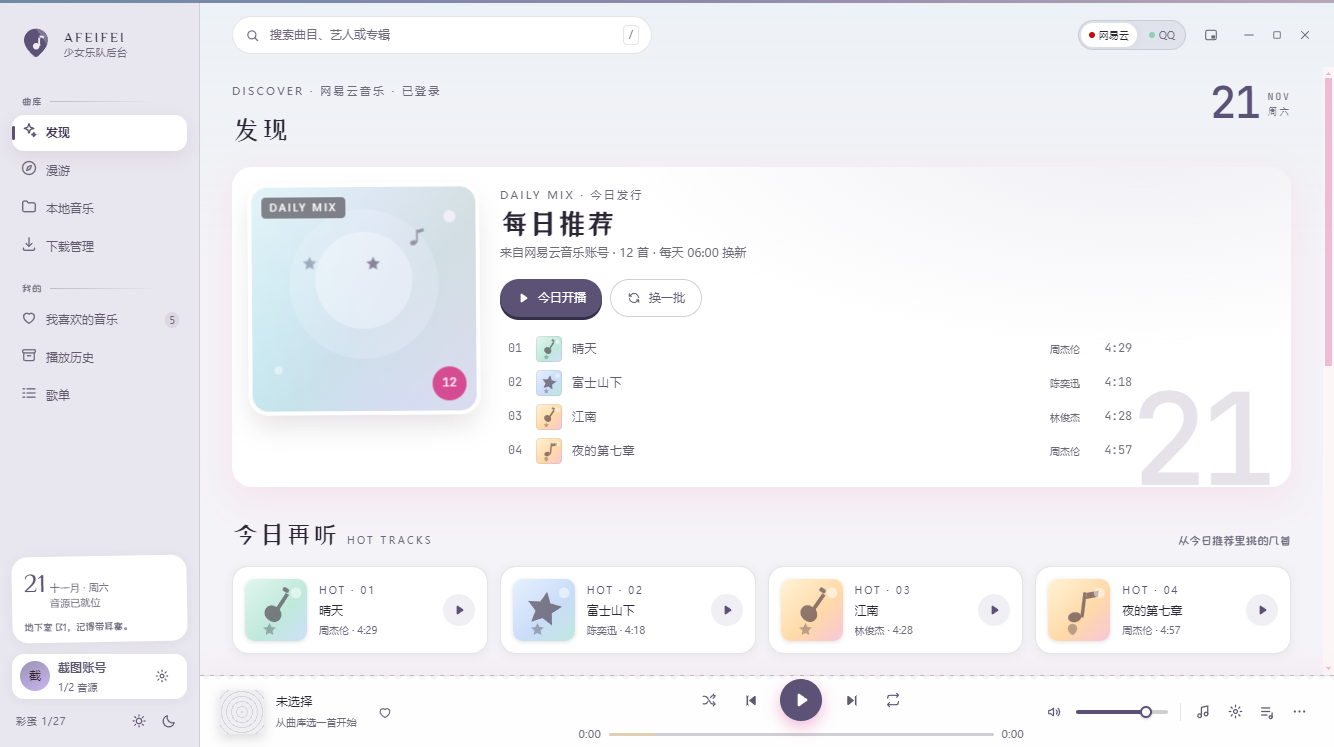 AFEIFEI
少女乐队后台
曲库
发现
漫游
本地音乐
下载管理
我的
我喜欢的音乐 5
播放历史
歌单
21 十一月 · 周六
音源已就位
地下室 B1，记得带耳塞。
截 截图账号
1/2 音源
彩蛋 1/27
搜索曲目、艺人或专辑 /
网易云 QQ
DISCOVER · 网易云音乐 · 已登录
发现
21 NOV
周六
DAILY MIX
12
DAILY MIX · 今日发行
每日推荐
来自网易云音乐账号 · 12 首 · 每天 06:00 换新
今日开播 换一批
01 晴天 周杰伦 4:29
02 富士山下 陈奕迅 4:18
03 江南 林俊杰 4:28
04 夜的第七章 周杰伦 4:57
21
今日再听 HOT TRACKS 从今日推荐里挑的几首
HOT · 01
晴天
周杰伦 · 4:29
HOT · 02
富士山下
陈奕迅 · 4:18
HOT · 03
江南
林俊杰 · 4:28
HOT · 04
夜的第七章
周杰伦 · 4:57
未选择
从曲库选一首开始
0:00 0:00